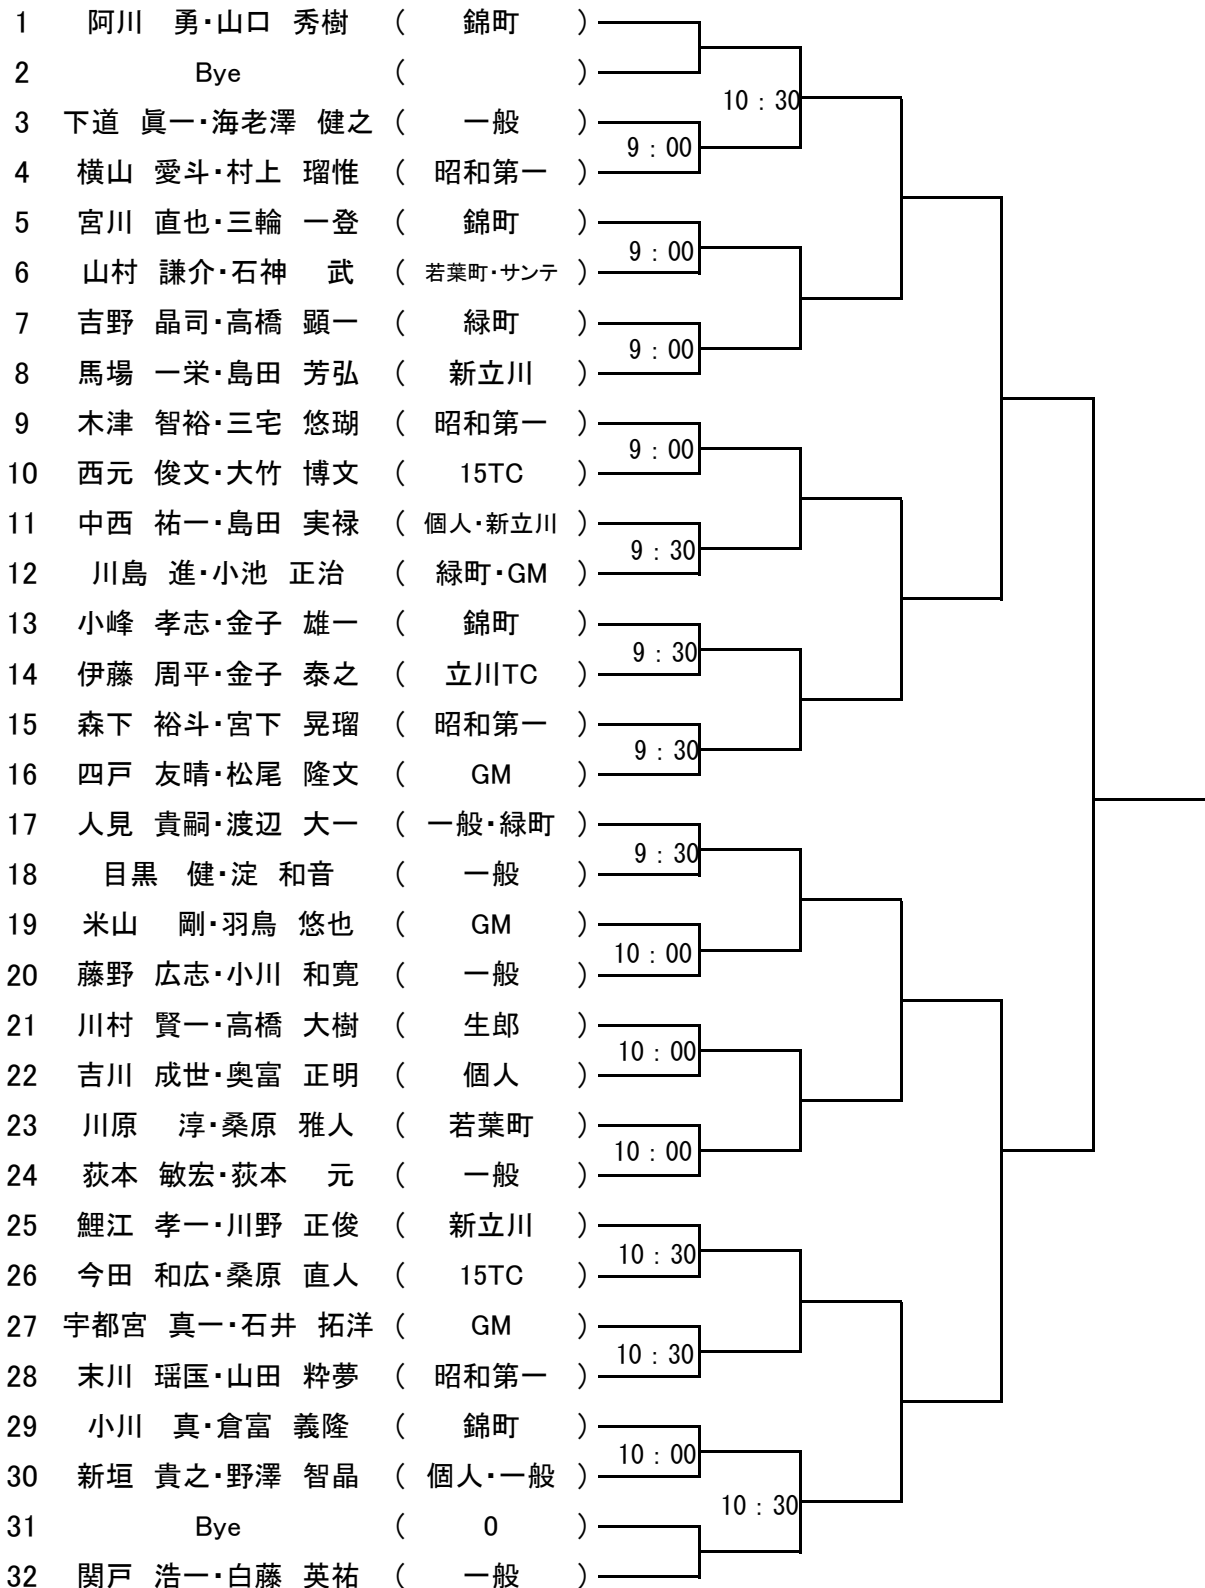 1 阿川 勇・山口 秀樹 ( 錦町 )
2 Bye ( )
10 : 30
3 下道 眞一・海老澤 健之 ( 一般 )
9 : 00
4 横山 愛斗・村上 瑠惟 ( 昭和第一 )
5 宮川 直也・三輪 一登 ( 錦町 )
9 : 00
6 山村 謙介・石神 武 ( 若葉町・サンテ )
7 吉野 晶司・高橋 顕一 ( 緑町 )
9 : 00
8 馬場 一栄・島田 芳弘 ( 新立川 )
9 木津 智裕・三宅 悠瑚 ( 昭和第一 )
9 : 00
10 西元 俊文・大竹 博文 ( 15TC )
11 中西 祐一・島田 実禄 ( 個人・新立川 )
9 : 30
12 川島 進・小池 正治 ( 緑町・GM )
13 小峰 孝志・金子 雄一 ( 錦町 )
9 : 30
14 伊藤 周平・金子 泰之 ( 立川TC )
15 森下 裕斗・宮下 晃瑠 ( 昭和第一 )
9 : 30
16 四戸 友晴・松尾 隆文 ( GM )
17 人見 貴嗣・渡辺 大一 ( 一般・緑町 )
9 : 30
18 目黒 健・淀 和音 ( 一般 )
19 米山 剛・羽鳥 悠也 ( GM )
10 : 00
20 藤野 広志・小川 和寛 ( 一般 )
21 川村 賢一・高橋 大樹 ( 生郎 )
10 : 00
22 吉川 成世・奥富 正明 ( 個人 )
23 川原 淳・桑原 雅人 ( 若葉町 )
10 : 00
24 荻本 敏宏・荻本 元 ( 一般 )
25 鯉江 孝一・川野 正俊 ( 新立川 )
10 : 30
26 今田 和広・桑原 直人 ( 15TC )
27 宇都宮 真一・石井 拓洋 ( GM )
10 : 30
28 末川 瑶匡・山田 粋夢 ( 昭和第一 )
29 小川 真・倉富 義隆 ( 錦町 )
10 : 00
30 新垣 貴之・野澤 智晶 ( 個人・一般 )
10 : 30
31 Bye ( 0 )
32 関戸 浩一・白藤 英祐 ( 一般 )